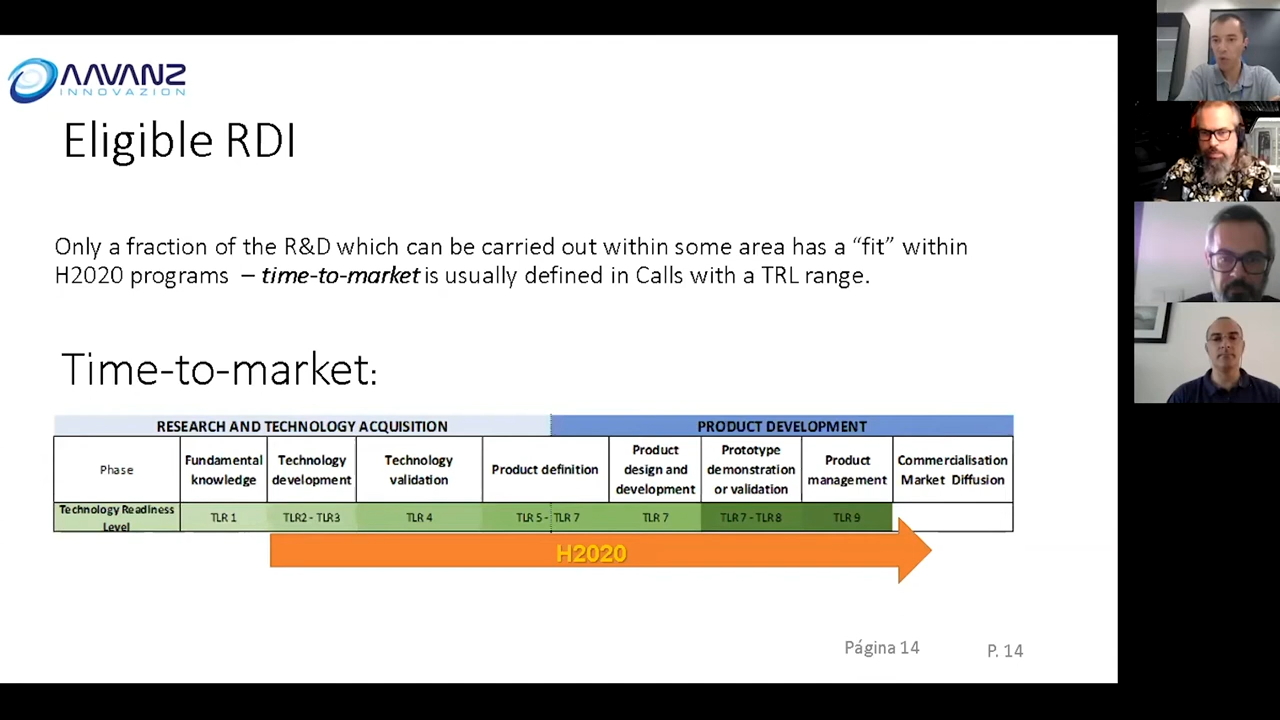 AAVANZ
INNOVAZION
Eligible RDI
Only a fraction of the R&D which can be carried out within some area has a “fit” within
H2020 programs – time-to-market is usually defined in Calls with a TRL range.
Time-to-market:
RESEARCH AND TECHNOLOGY ACQUISITION PRODUCT DEVELOPMENT
Phase
Fundamental
knowledge
Technology
development
Technology
validation
Product definition
Product
design and
development
Prototype
demonstration
or validation
Product
management
Commercialisation
Market Diffusion
Technology Readiness
Level
TLR 1
TLR2 - TLR3
TLR 4
TLR 5 - TLR 7
TLR 7
TLR 7 - TLR 8
TLR 9
H2020
Página 14
P. 14